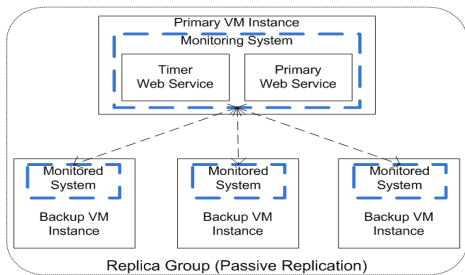 Primary VM Instance
Monitoring System
Timer
Web Service
Primary
Web Service
Monitored
System
Backup VM
Instance
Monitored
System
Backup VM
Instance
Monitored
System
Backup VM
Instance
Replica Group (Passive Replication)